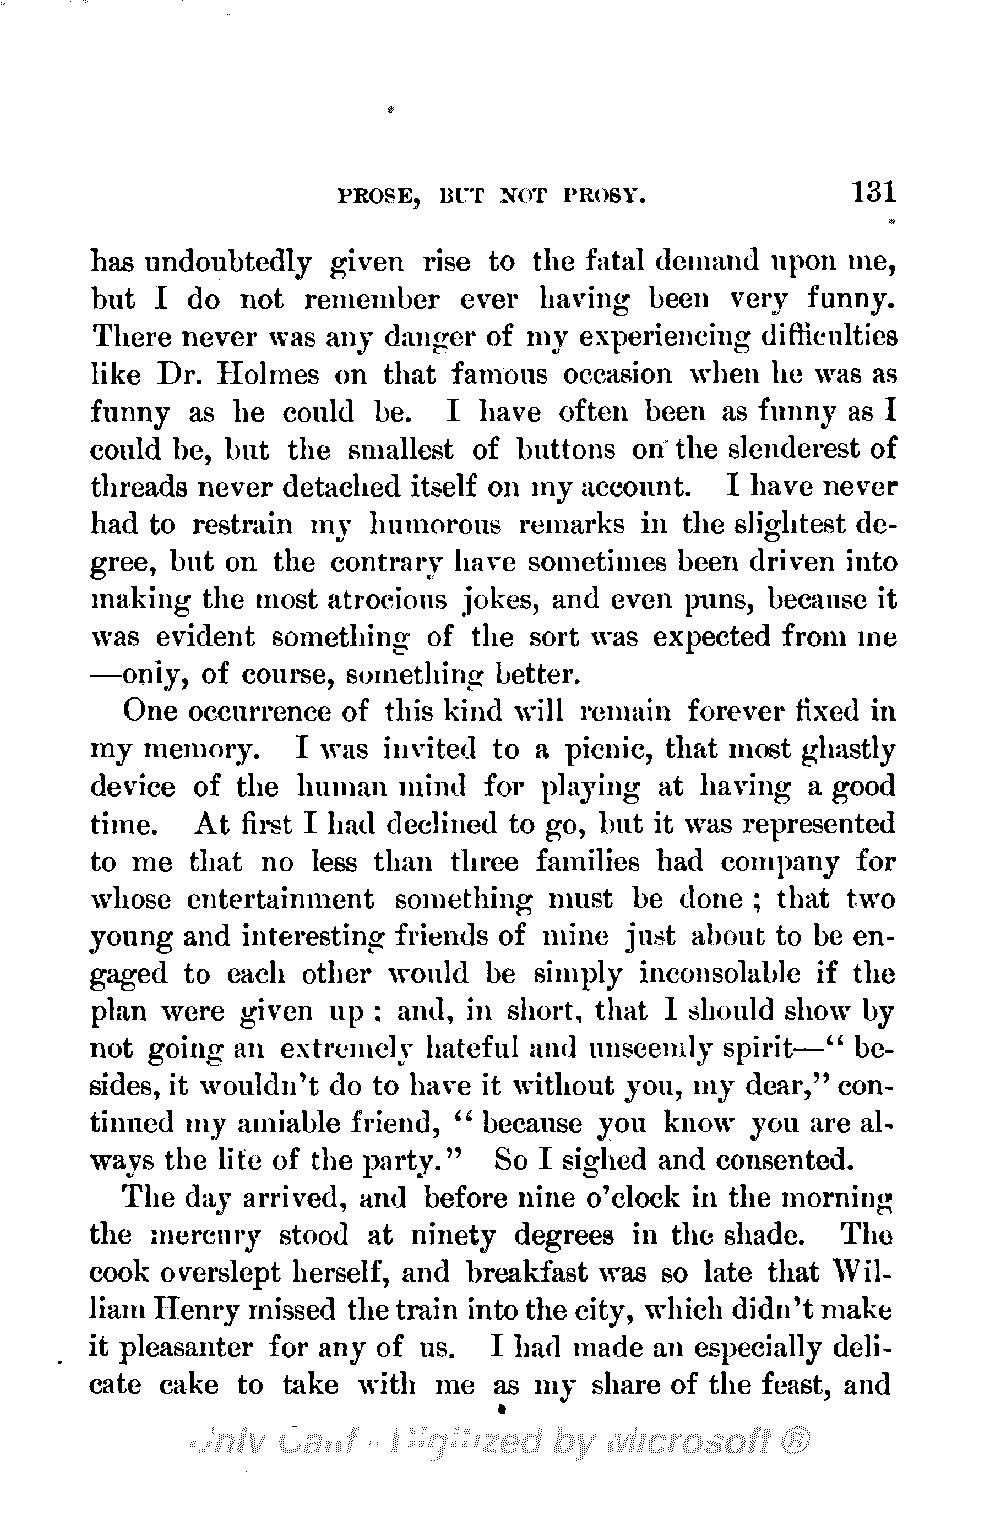 PROSE, BUT NOT PROSY. 131
has undoubtedly given rise to the fatal demand upon me,
but I do not remember ever having been very funny.
There never was any danger of my experiencing difficulties
like Dr. Holmes on that famous occasion when he was as
funny as he could be. I have often been as funny as I
could be, but the smallest of buttons on the slenderest of
threads never detached itself on my account. I have never
had to restrain my humorous remarks in the slightest de-
gree, but on the contrary have sometimes been driven into
making the most atrocious jokes, and even puns, because it
was evident something of the sort was expected from me
—only, of course, something better.
One occurrence of this kind will remain forever fixed in
my memory. I was invited to a picnic, that most ghastly
device of the human mind for playing at having a good
time. At first I had declined to go, but it was represented
to me that no less than three families had company for
whose entertainment something must be done ; that two
young and interesting friends of mine just about to be en-
gaged to each other would be simply inconsolable if the
plan were given up ; and, in short, that I should show by
not going an extremely hateful and unseemly spirit—“ be-
sides, it wouldn’t do to have it without you, my dear,” con-
tinued my amiable friend, “ because you know you are al-
ways the life of the party.” So I sighed and consented.
The day arrived, and before nine o’clock in the morning
the mercury stood at ninety degrees in the shade. The
cook overslept herself, and breakfast was so late that Wil-
liam Henry missed the train into the city, which didn’t make
it pleasanter for any of us. I had made an especially deli-
cate cake to take with me as my share of the feast, and
Univ Calif - Digitized by Microsoft ®